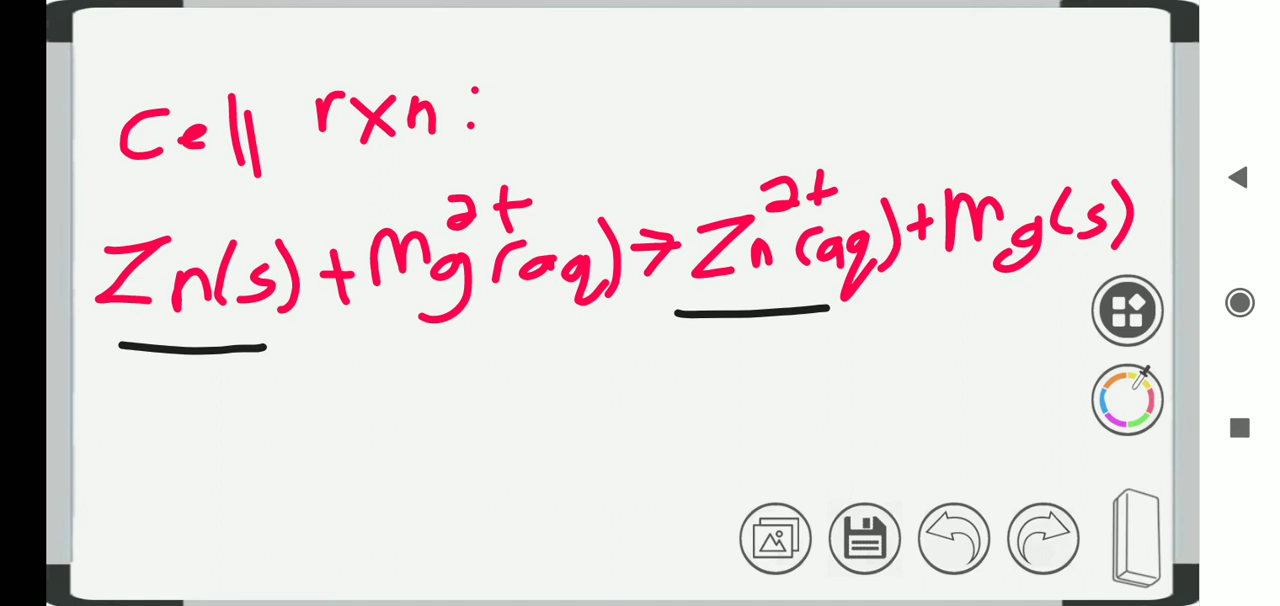 Cell rxn:
Zn(s) + Mg²⁺(aq) → Zn²⁺(aq) + Mg(s)